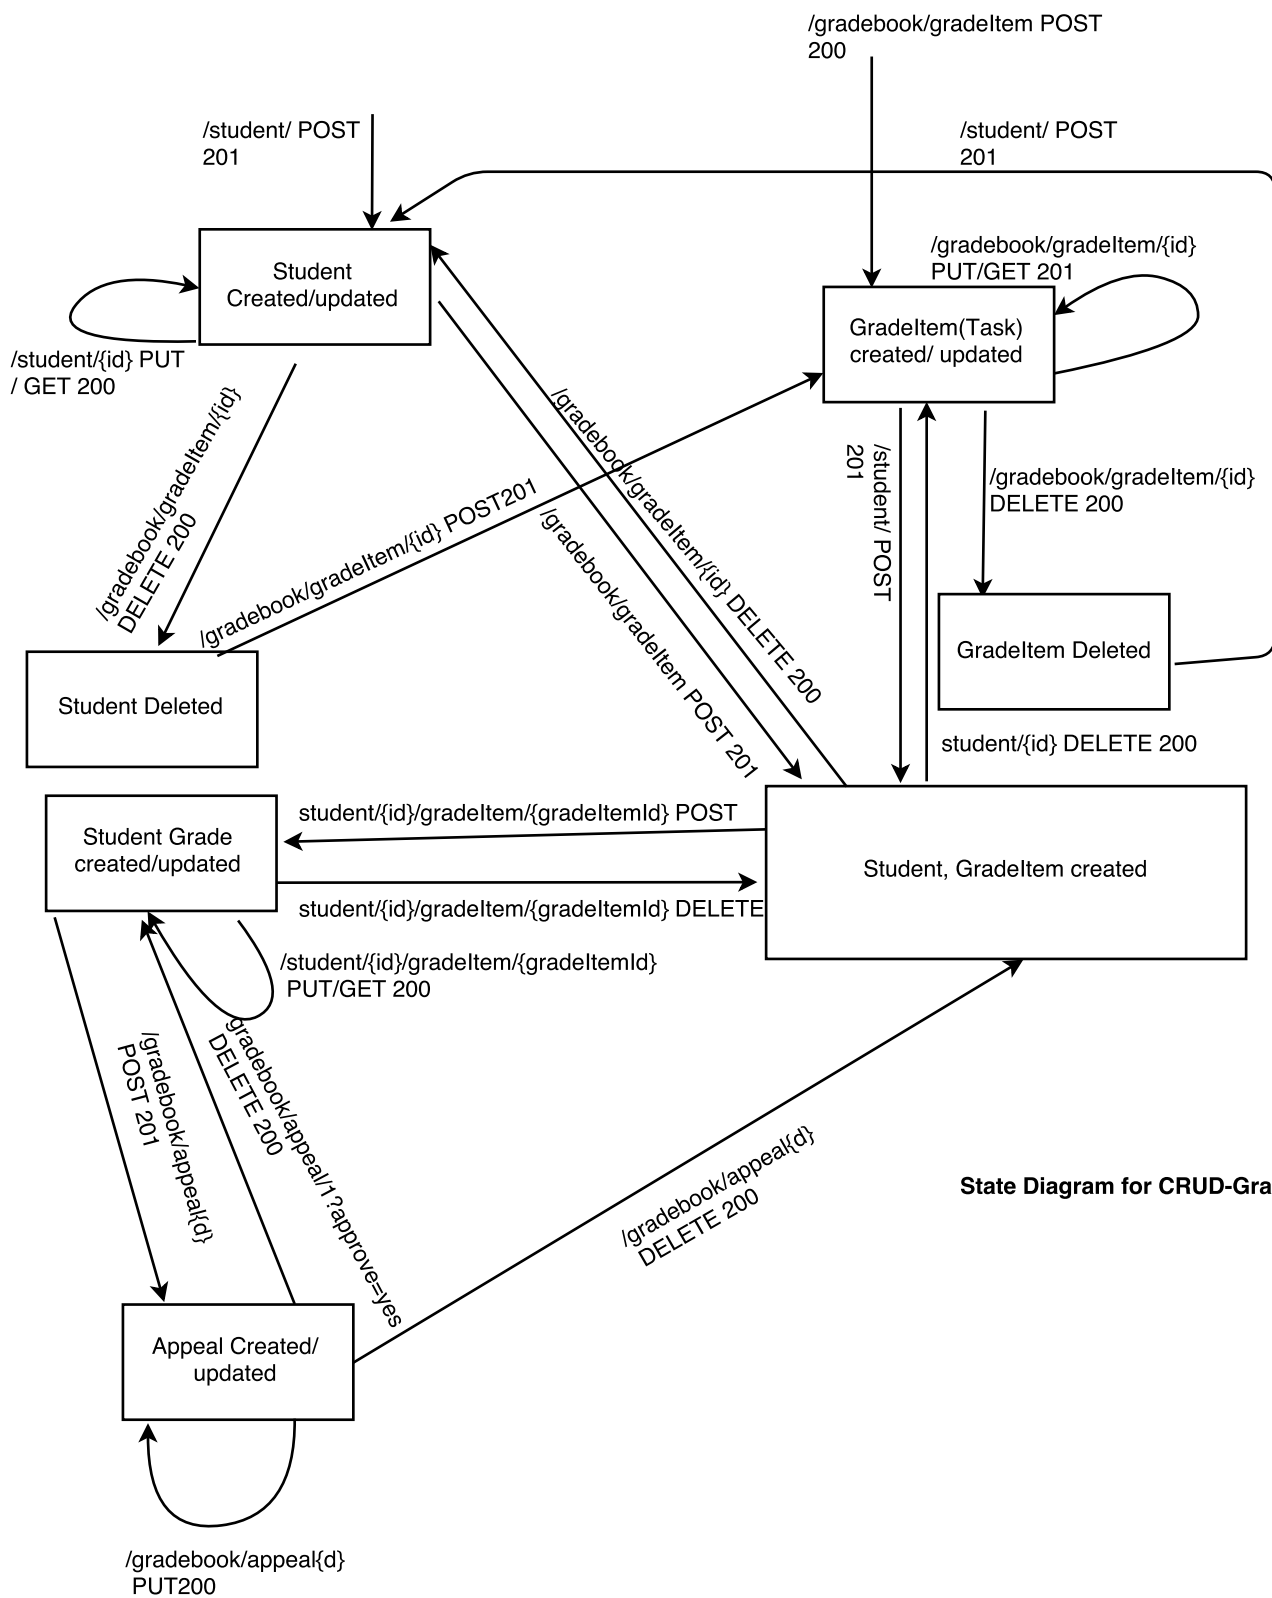 /gradebook/gradeItem POST
200
/student/ POST
201
/student/ POST
201
Student
Created/updated
/gradebook/gradeItem/{id}
PUT/GET 201
GradeItem(Task)
created/ updated
/student/{id} PUT
/ GET 200
/gradebook/gradeItem/{id}
DELETE 200
/gradebook/gradeItem/{id} POST201
/gradebook/gradeItem/{id} DELETE 200
/gradebook/gradeItem POST 201
/student/ POST
201
/gradebook/gradeItem/{id}
DELETE 200
GradeItem Deleted
Student Deleted
student/{id} DELETE 200
Student Grade
created/updated
student/{id}/gradeItem/{gradeItemId} POST
Student, GradeItem created
student/{id}/gradeItem/{gradeItemId} DELETE
/student/{id}/gradeItem/{gradeItemId}
PUT/GET 200
/gradebook/appeal{d}
POST 201
gradebook/appeal/1?approve=yes
DELETE 200
/gradebook/appeal{d}
DELETE 200
State Diagram for CRUD-Gra
Appeal Created/
updated
/gradebook/appeal{d}
PUT200